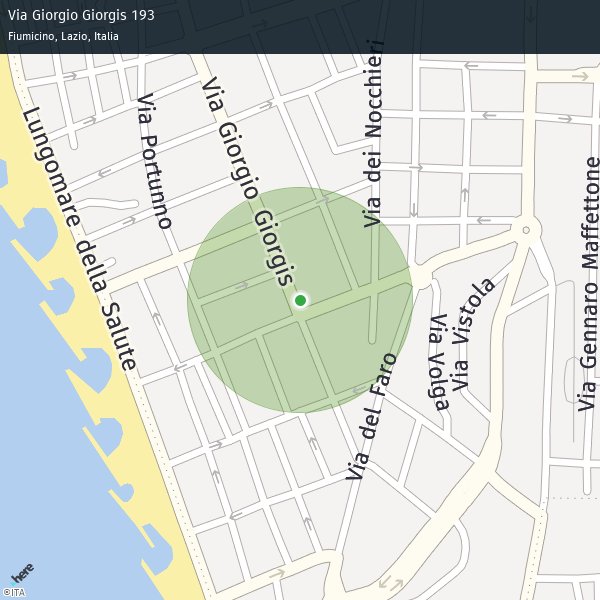 Via Giorgio Giorgis 193
Fiumicino, Lazio, Italia
Lungomare della Salute
Via Portunno
Via Giorgio Giorgis
Via dei Nocchieri
Via Gennaro Maffettone
Via Vistola
Via Volga
Via del Faro
here
©ITA